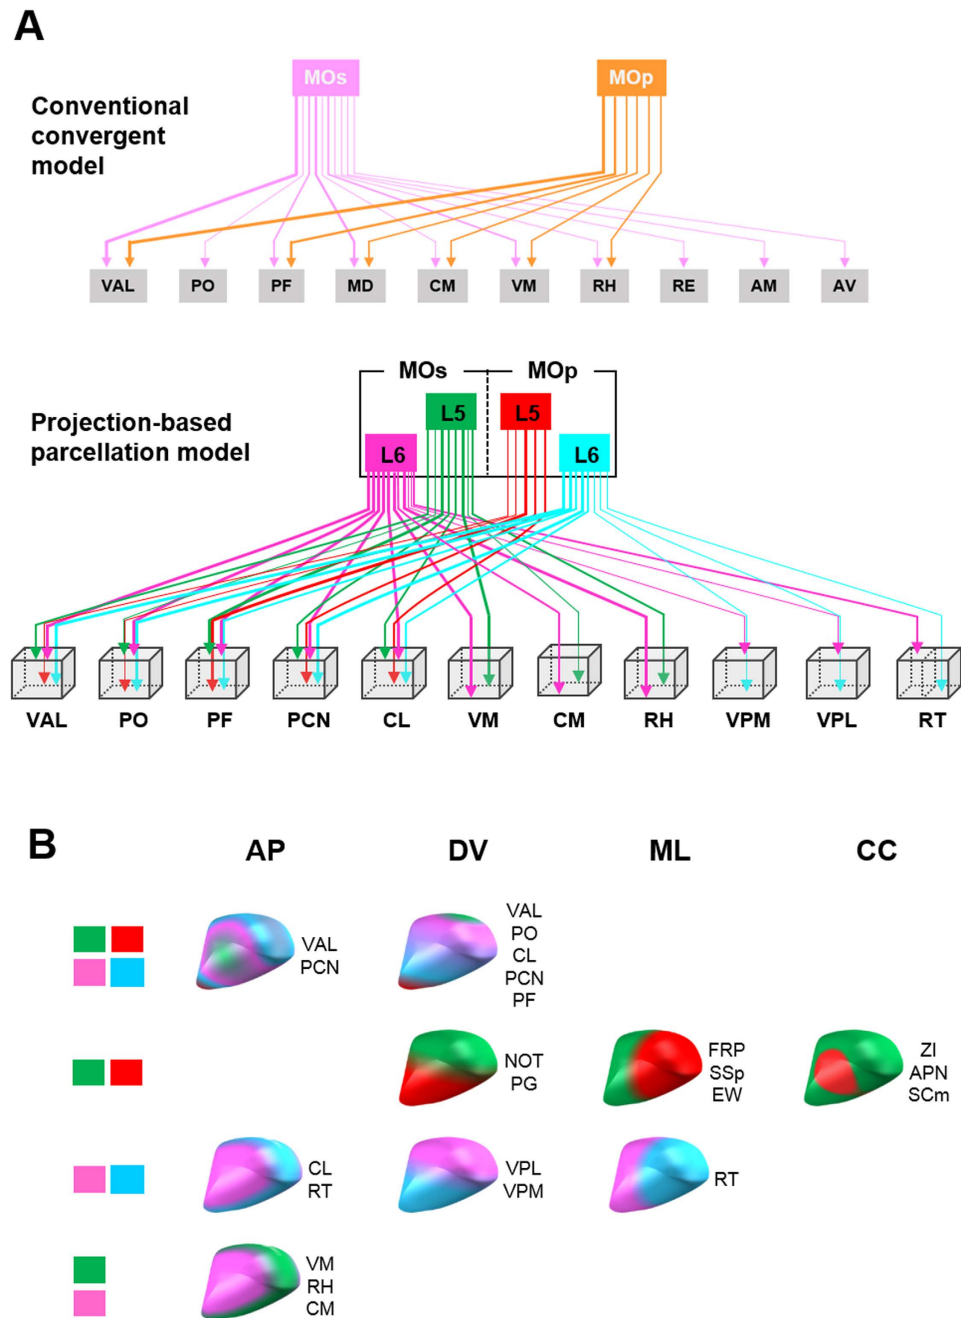 A
MOs
MOp
Conventional
convergent
model
VAL
PO
PF
MD
CM
VM
RH
RE
AM
AV
MOs
MOp
Projection-based
parcellation model
L5
L5
L6
L6
VAL
PO
PF
PCN
CL
VM
CM
RH
VPM
VPL
RT
B
AP
DV
ML
CC
VAL
PCN
VAL
PO
CL
PCN
PF
NOT
PG
FRP
SSp
EW
ZI
APN
SCm
CL
RT
VPL
VPM
RT
VM
RH
CM